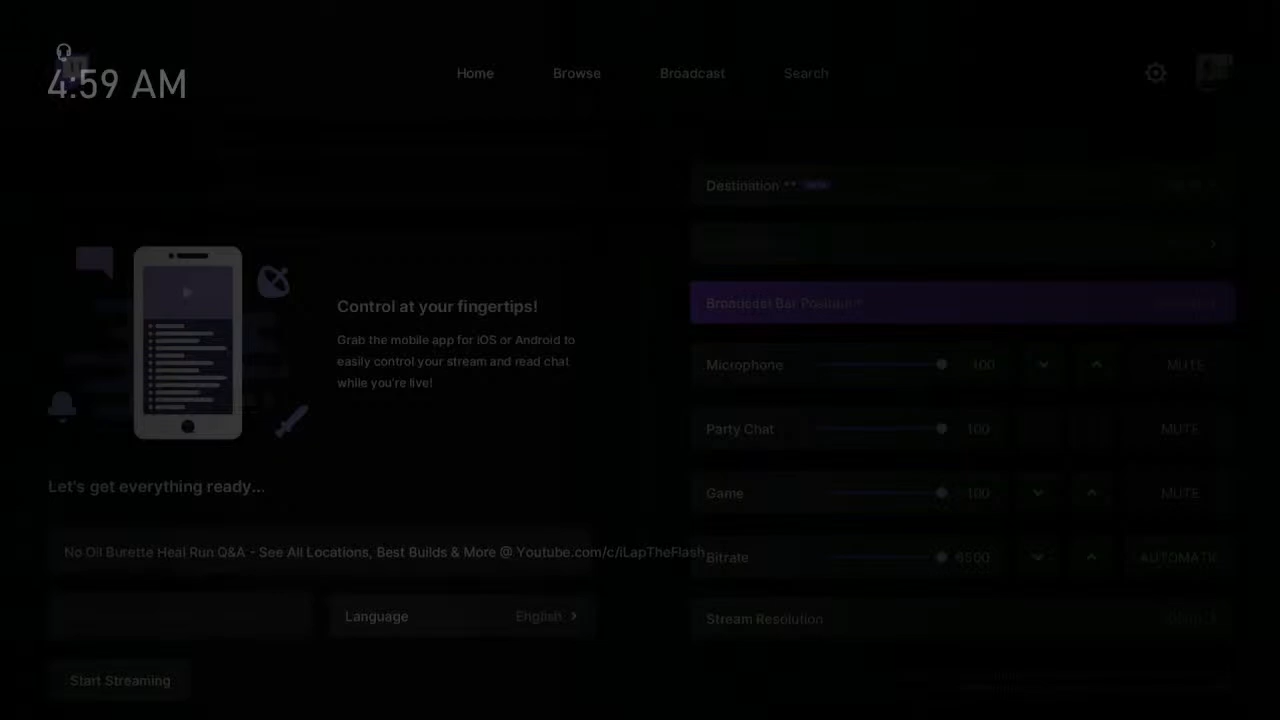 4:59 AM
Home
Browse
Broadcast
Search
Destination **
Broadcast Bar Position**
Control at your fingertips!
Grab the mobile app for iOS or Android to
easily control your stream and read chat
while you're live!
Microphone 100 MUTE
Party Chat 100 MUTE
Game 100 MUTE
Let's get everything ready...
No Oil Burette Heal Run Q&A - See All Locations, Best Builds & More @ Youtube.com/c/iLapTheFlash
Bitrate 6500 AUTOMATIC
Language English
Stream Resolution
Start Streaming